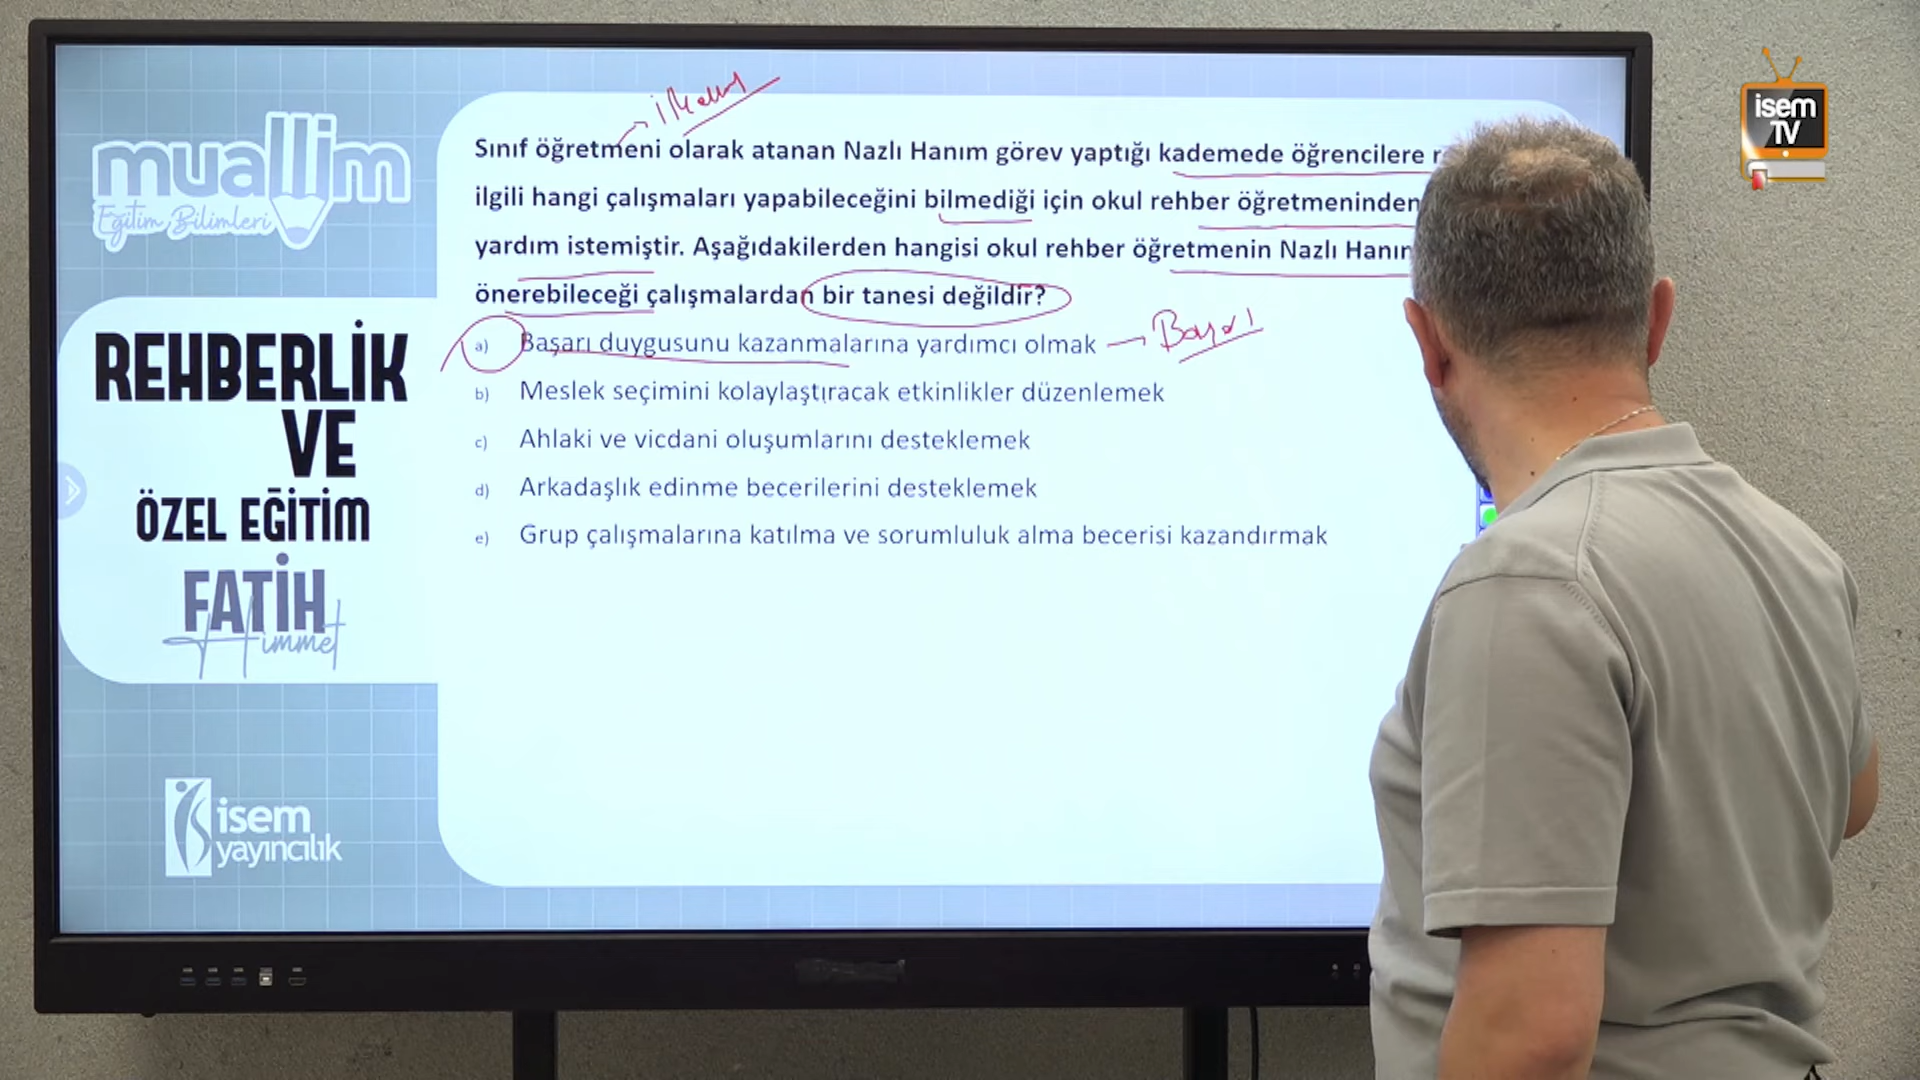 isem
TV
muallim
Eğitim Bilimleri
REHBERLİK
VE
ÖZEL EĞİTİM
FATİH
Himmet
isem
yayıncılık
Sınıf öğretmeni olarak atanan Nazlı Hanım görev yaptığı kademede öğrencilere
ilgili hangi çalışmaları yapabileceğini bilmediği için okul rehber öğretmeninden
yardım istemiştir. Aşağıdakilerden hangisi okul rehber öğretmenin Nazlı
önerebileceği çalışmalardan bir tanesi değildir?
a) Başarı duygusunu kazanmalarına yardımcı olmak
b) Meslek seçimini kolaylaştıracak etkinlikler düzenlemek
c) Ahlaki ve vicdani oluşumlarını desteklemek
d) Arkadaşlık edinme becerilerini desteklemek
e) Grup çalışmalarına katılma ve sorumluluk alma becerisi kazandırmak